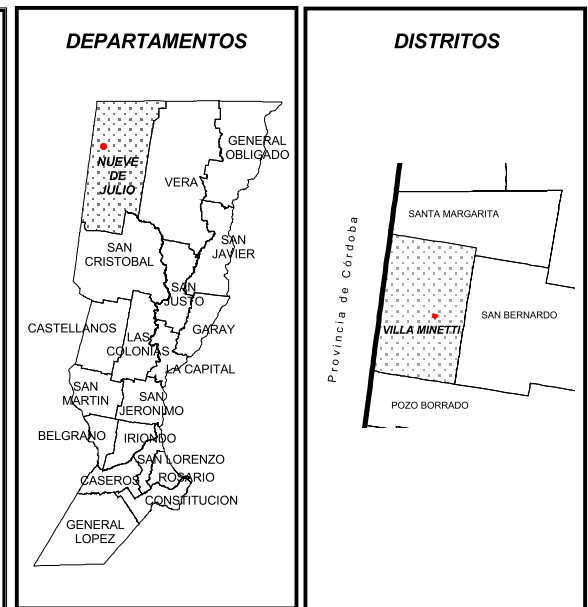 DEPARTAMENTOS
GENERAL
OBLIGADO
NUEVE
DE
JULIO
VERA
SAN
CRISTOBAL
SAN
JAVIER
SAN
JUSTO
CASTELLANOS
LAS
COLONIAS
GARAY
LA CAPITAL
SAN
MARTIN
SAN
JERONIMO
BELGRANO
IRIONDO
SAN LORENZO
CASEROS
ROSARIO
CONSTITUCION
GENERAL
LOPEZ
DISTRITOS
SANTA MARGARITA
Provincia de Córdoba
SAN BERNARDO
VILLA MINETTI
POZO BORRADO